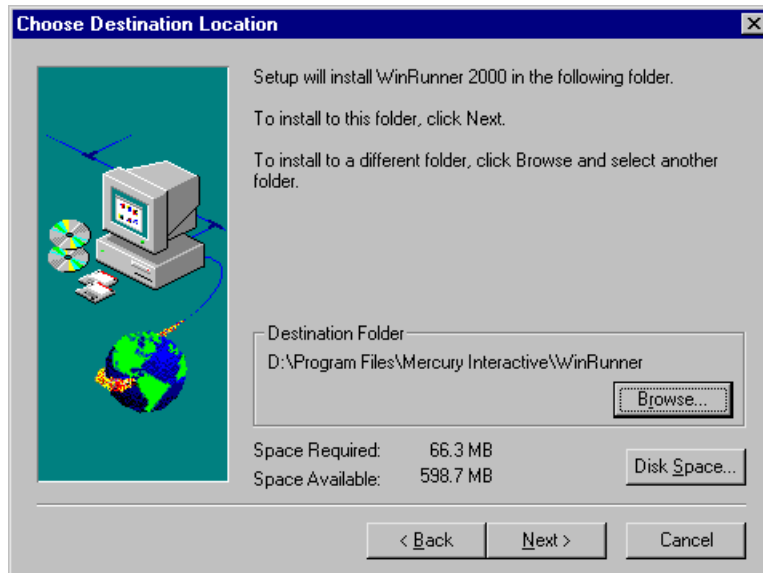 Choose Destination Location
Setup will install WinRunner 2000 in the following folder.
To install to this folder, click Next.
To install to a different folder, click Browse and select another
folder.
Destination Folder
D:\Program Files\Mercury Interactive\WinRunner
Browse...
Space Required: 66.3 MB
Space Available: 598.7 MB
Disk Space...
< Back Next > Cancel